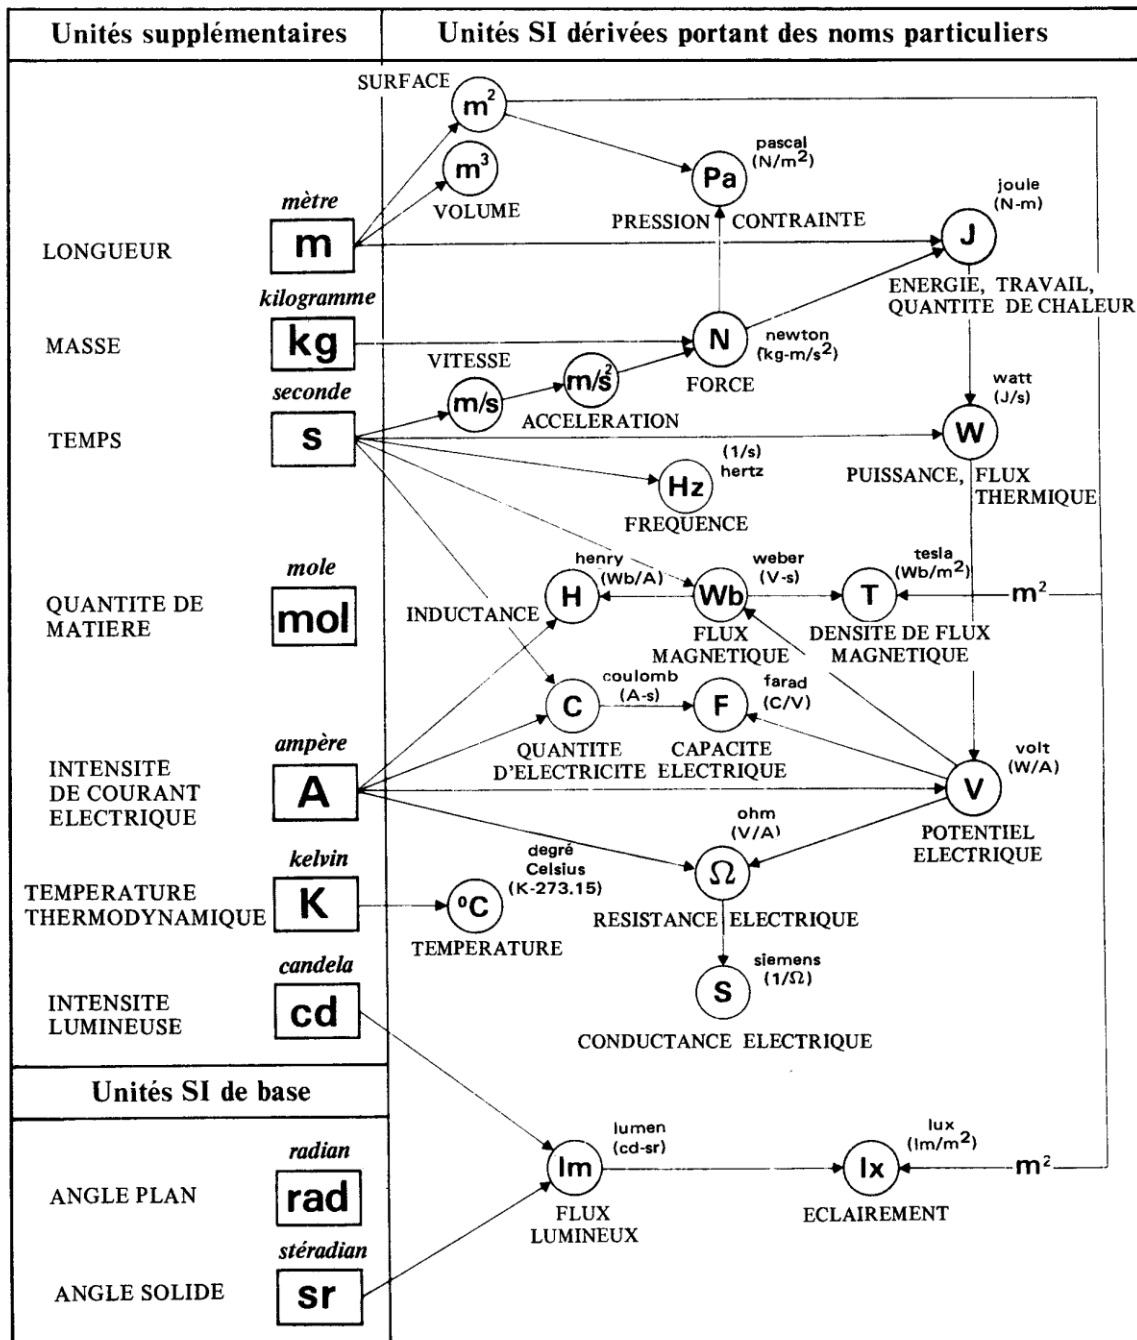 Unités supplémentaires
Unités SI dérivées portant des noms particuliers
SURFACE
m²
m³
VOLUME
pascal
(N/m²)
Pa
PRESSION CONTRAINTE
joule
(N-m)
J
ENERGIE, TRAVAIL,
QUANTITE DE CHALEUR
mètre
LONGUEUR
m
kilogramme
MASSE
kg
N
newton
(kg-m/s²)
FORCE
VITESSE
m/s
m/s²
ACCELERATION
seconde
TEMPS
s
watt
(J/s)
W
PUISSANCE, FLUX
THERMIQUE
(1/s)
hertz
Hz
FREQUENCE
mole
QUANTITE DE
MATIERE
mol
henry
(Wb/A)
H
INDUCTANCE
weber
(V-s)
Wb
FLUX
MAGNETIQUE
tesla
(Wb/m²)
T
m²
DENSITE DE FLUX
MAGNETIQUE
coulomb
(A-s)
C
QUANTITE
D'ELECTRICITE
farad
(C/V)
F
CAPACITE
ELECTRIQUE
ampère
INTENSITE
DE COURANT
ELECTRIQUE
A
volt
(W/A)
V
POTENTIEL
ELECTRIQUE
ohm
(V/A)
Ω
RESISTANCE ELECTRIQUE
kelvin
TEMPERATURE
THERMODYNAMIQUE
K
degré
Celsius
(K-273.15)
ºC
TEMPERATURE
siemens
(1/Ω)
S
CONDUCTANCE ELECTRIQUE
candela
INTENSITE
LUMINEUSE
cd
Unités SI de base
radian
ANGLE PLAN
rad
lumen
(cd-sr)
lm
FLUX
LUMINEUX
lux
(lm/m²)
lx
m²
ECLAIREMENT
stéradian
ANGLE SOLIDE
sr